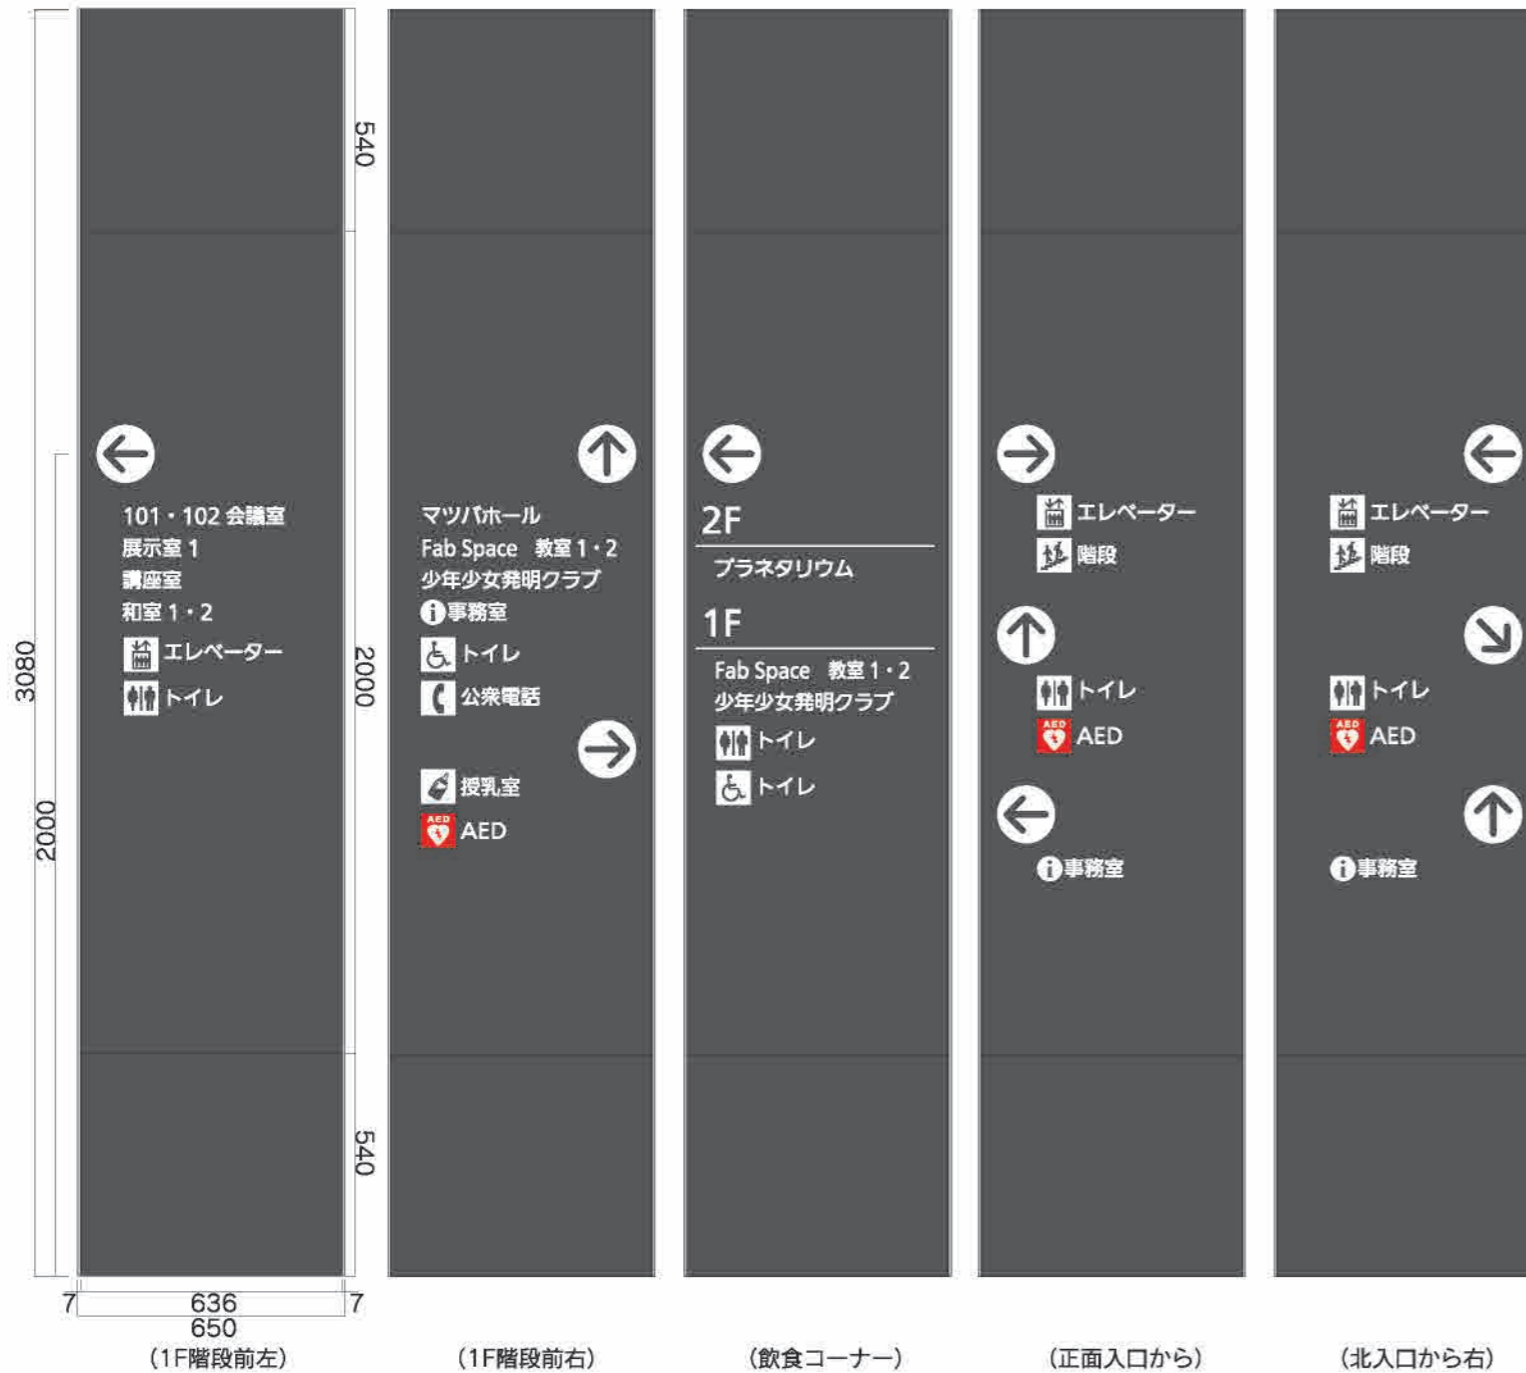 540
2000
540
3080
2000
7
636
7
650
101・102 会議室
展示室 1
講座室
和室 1・2
エレベーター
トイレ
(1F階段前左)
マツバホール
Fab Space 教室 1・2
少年少女発明クラブ
i事務室
トイレ
公衆電話
授乳室
AED
AED
(1F階段前右)
2F
プラネタリウム
1F
Fab Space 教室 1・2
少年少女発明クラブ
トイレ
トイレ
(飲食コーナー)
エレベーター
階段
トイレ
AED
AED
i事務室
(正面入口から)
エレベーター
階段
トイレ
AED
AED
i事務室
(北入口から右)